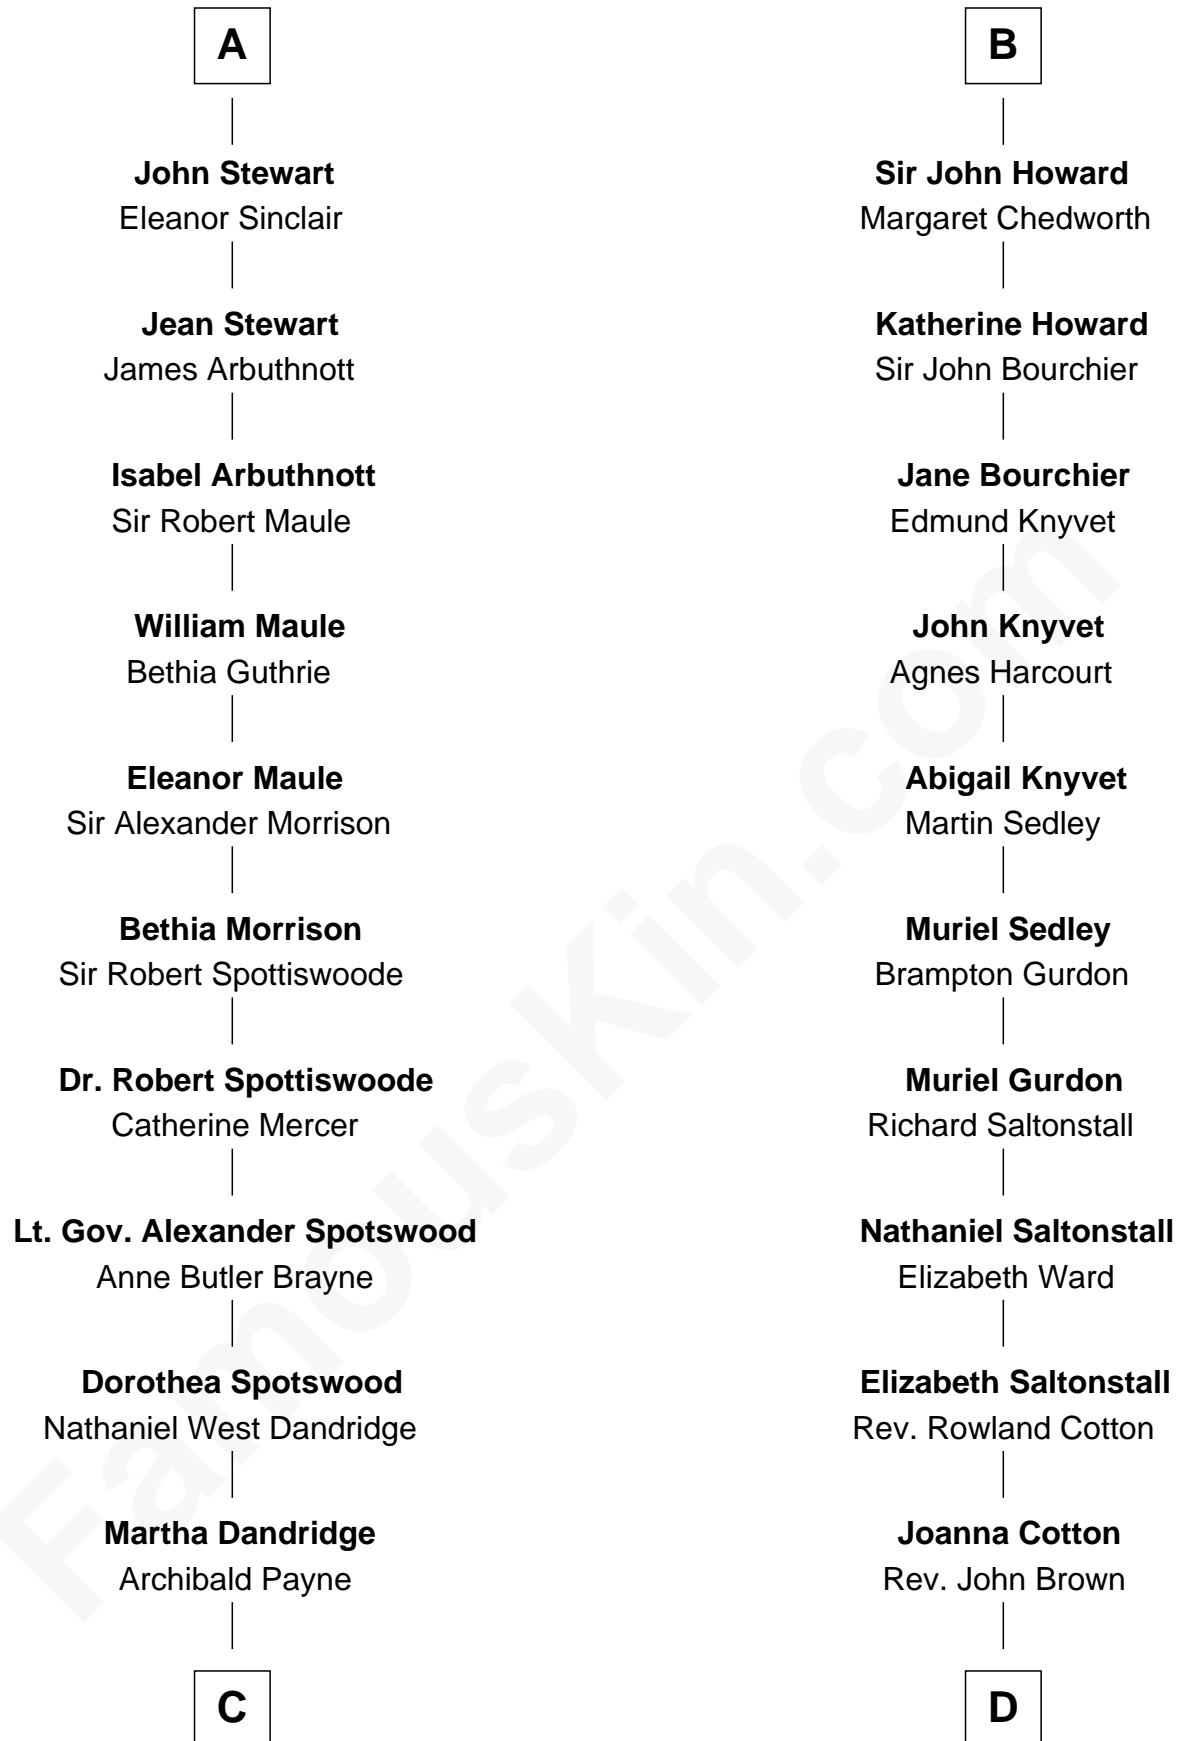 A
John Stewart
Eleanor Sinclair
Jean Stewart
James Arbuthnott
Isabel Arbuthnott
Sir Robert Maule
William Maule
Bethia Guthrie
Eleanor Maule
Sir Alexander Morrison
Bethia Morrison
Sir Robert Spottiswoode
Dr. Robert Spottiswoode
Catherine Mercer
Lt. Gov. Alexander Spotswood
Anne Butler Brayne
Dorothea Spotswood
Nathaniel West Dandridge
Martha Dandridge
Archibald Payne
C
B
Sir John Howard
Margaret Chedworth
Katherine Howard
Sir John Bourchier
Jane Bourchier
Edmund Knyvet
John Knyvet
Agnes Harcourt
Abigail Knyvet
Martin Sedley
Muriel Sedley
Brampton Gurdon
Muriel Gurdon
Richard Saltonstall
Nathaniel Saltonstall
Elizabeth Ward
Elizabeth Saltonstall
Rev. Rowland Cotton
Joanna Cotton
Rev. John Brown
D
FamousKin.com